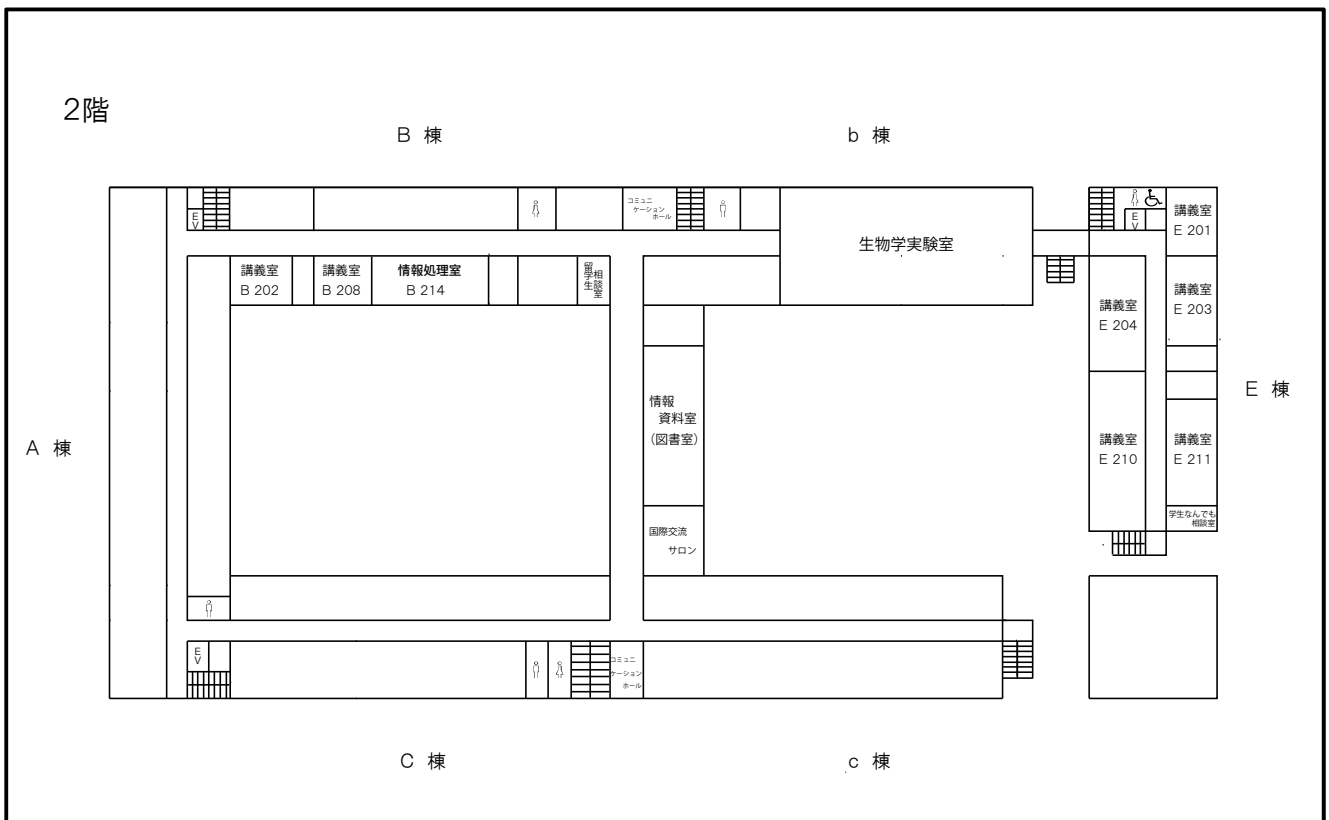 2階
B 棟
b 棟
EV
コミュニ
ケーション
ホール
EV
講義室
E 201
生物学実験室
講義室
B 202
講義室
B 208
情報処理室
B 214
留学生
相談室
講義室
E 204
講義室
E 203
A 棟
情報
資料室
(図書室)
E 棟
講義室
E 210
講義室
E 211
学生なんでも
相談室
国際交流
サロン
EV
コミュニ
ケーション
ホール
C 棟
c 棟